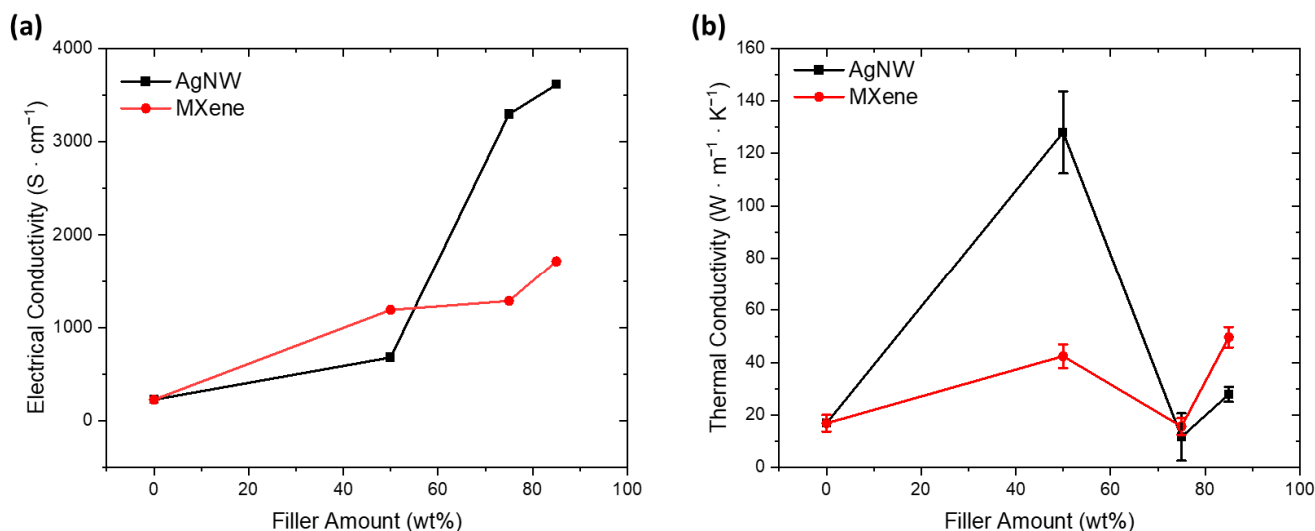 (a)
4000
3000
2000
1000
0
0
20
40
60
80
100
Electrical Conductivity (S · cm⁻¹)
Filler Amount (wt%)
AgNW
MXene
(b)
160
140
120
100
80
60
40
20
0
0
20
40
60
80
100
Thermal Conductivity (W · m⁻¹ · K⁻¹)
Filler Amount (wt%)
AgNW
MXene